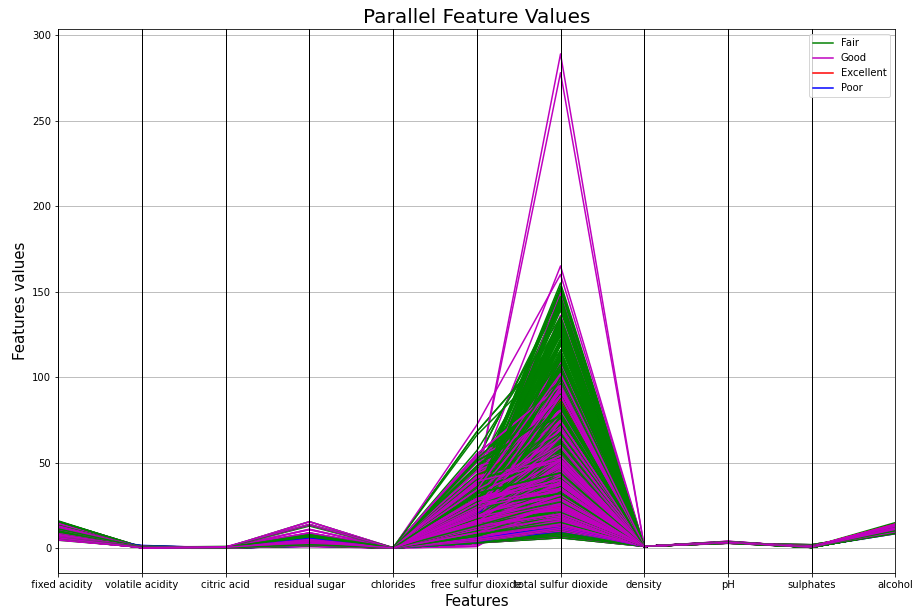 Parallel Feature Values
300
250
200
150
100
50
0
Features values
Fair
Good
Excellent
Poor
fixed acidity volatile acidity citric acid residual sugar chlorides free sulfur dioxide total sulfur dioxide density pH sulphates alcohol
Features